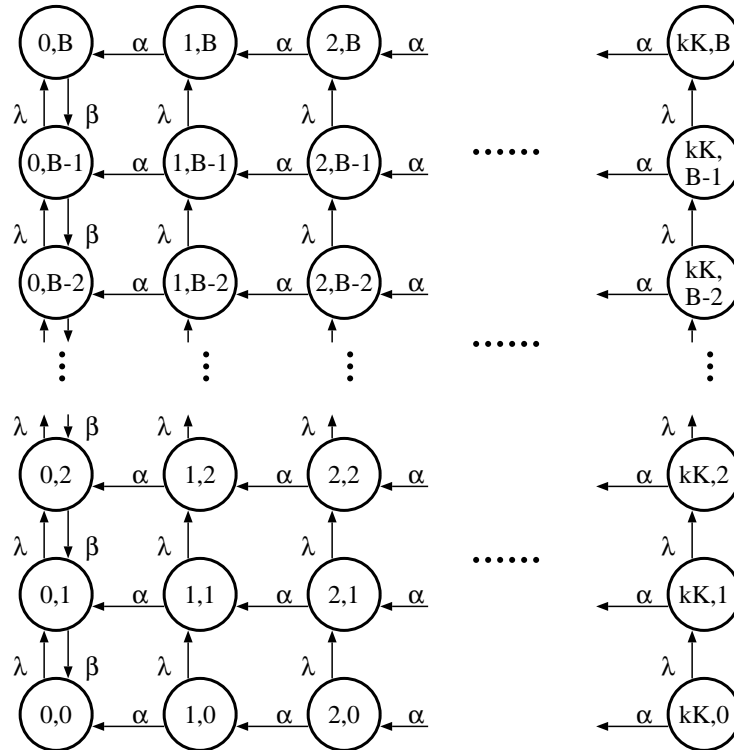 0,B α 1,B α 2,B α α kK,B
λ β λ λ λ
0,B-1 α 1,B-1 α 2,B-1 α ...... α kK, B-1
λ β λ λ λ
0,B-2 α 1,B-2 α 2,B-2 α α kK, B-2
......
λ β λ λ λ
0,2 α 1,2 α 2,2 α α kK,2
λ β λ λ ...... λ
0,1 α 1,1 α 2,1 α α kK,1
λ β λ λ λ
0,0 α 1,0 α 2,0 α α kK,0